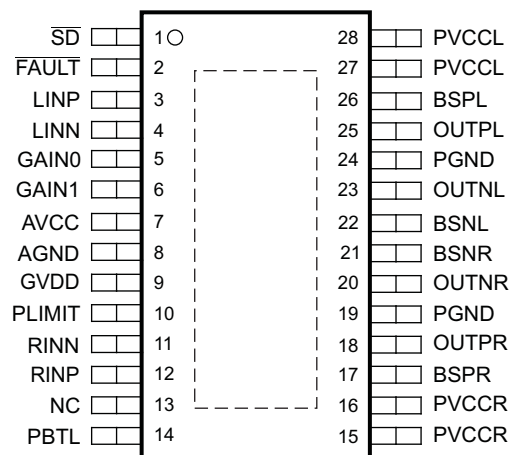 SD 1 28 PVCCL
FAULT 2 27 PVCCL
LINP 3 26 BSPL
LINN 4 25 OUTPL
GAIN0 5 24 PGND
GAIN1 6 23 OUTNL
AVCC 7 22 BSNL
AGND 8 21 BSNR
GVDD 9 20 OUTNR
PLIMIT 10 19 PGND
RINN 11 18 OUTPR
RINP 12 17 BSPR
NC 13 16 PVCCR
PBTL 14 15 PVCCR